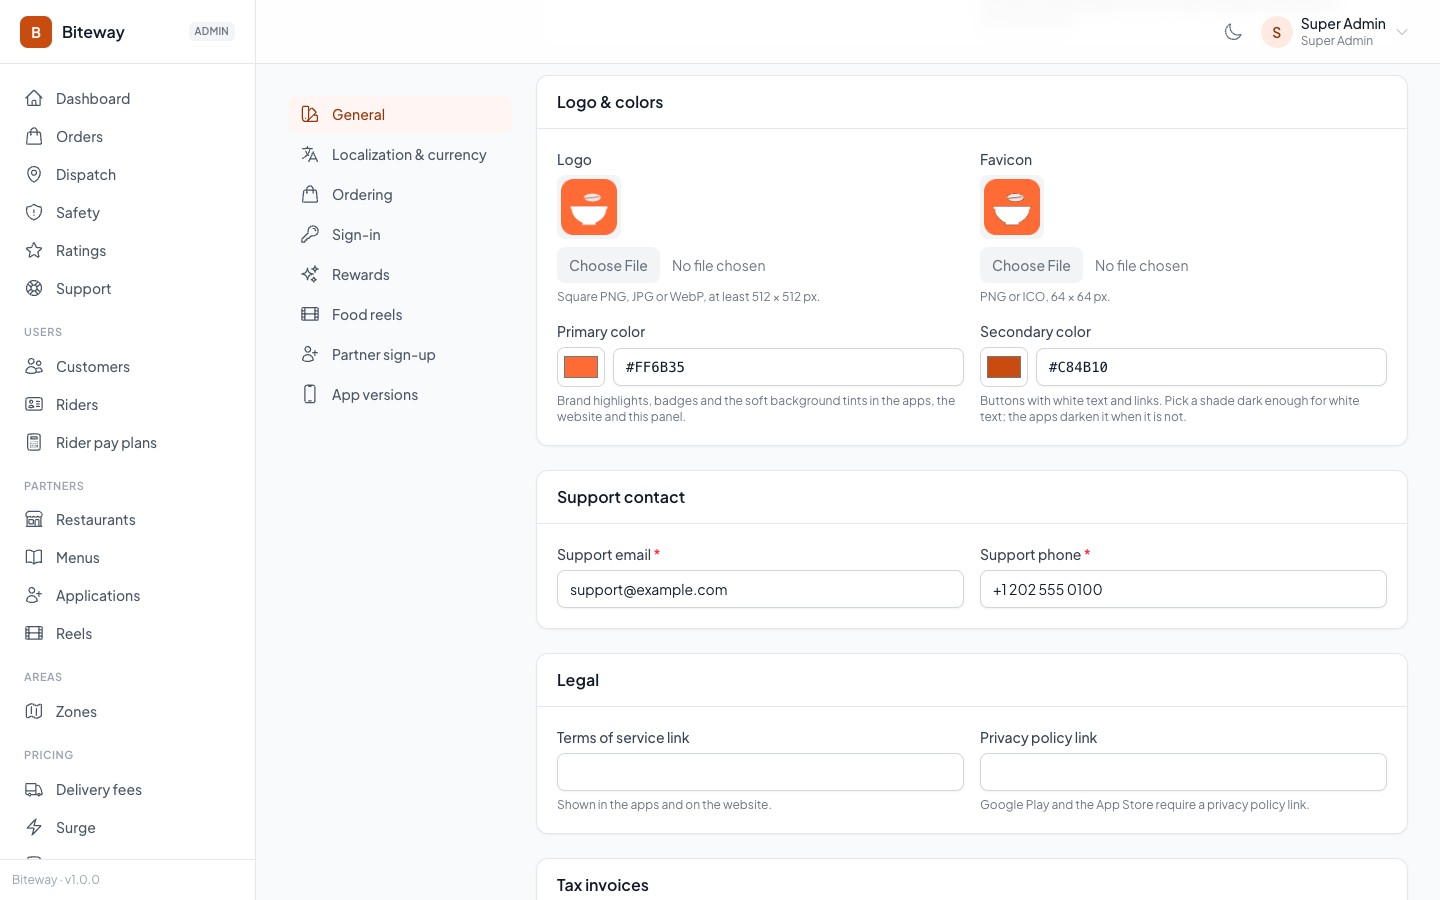 B
Biteway
ADMIN
Super Admin
Super Admin
S
Dashboard
Orders
Dispatch
Safety
Ratings
Support
USERS
Customers
Riders
Rider pay plans
PARTNERS
Restaurants
Menus
Applications
Reels
AREAS
Zones
PRICING
Delivery fees
Surge
Biteway · v1.0.0
General
Localization & currency
Ordering
Sign-in
Rewards
Food reels
Partner sign-up
App versions
Logo & colors
Logo
Choose File No file chosen
Square PNG, JPG or WebP, at least 512 × 512 px.
Favicon
Choose File No file chosen
PNG or ICO, 64 × 64 px.
Primary color
#FF6B35
Brand highlights, badges and the soft background tints in the apps, the
website and this panel.
Secondary color
#C84B10
Buttons with white text and links. Pick a shade dark enough for white
text; the apps darken it when it is not.
Support contact
Support email *
support@example.com
Support phone *
+1 202 555 0100
Legal
Terms of service link
Shown in the apps and on the website.
Privacy policy link
Google Play and the App Store require a privacy policy link.
Tax invoices